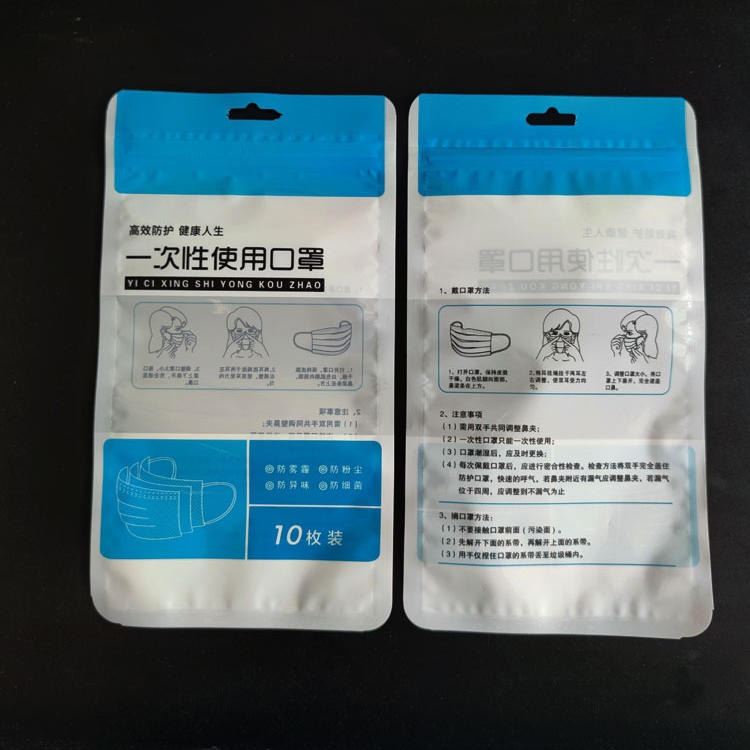 高效防护 健康人生
一次性使用口罩
YI CI XING SHI YONG KOU ZHAO
防雾霾 防粉尘
防异味 防细菌
10枚装
1、戴口罩方法
1、打开口罩，保持皮肤干燥，白色肌肤向面部，鼻梁条在上方。
2、将耳挂绳挂于两耳左右调整，使双耳受力均匀。
3、调整口罩大小，将口罩上下展开，完全遮盖口鼻。
2、注意事项
(1)需用双手共同调整鼻夹；
(2)一次性口罩只能一次性使用；
(3)口罩潮湿后，应及时更换；
(4)每次佩戴口罩后，应进行密合性检查。检查方法将双手完全盖住
防护口罩，快速的呼气，若鼻夹附近有漏气应调整鼻夹，若漏气
位于四周，应调整到不漏气为止
3、摘口罩方法：
(1)不要接触口罩前面（污染面）。
(2)先解开下面的系带，再解开上面的系带。
(3)用手仅捏住口罩的系带丢至垃圾桶内。